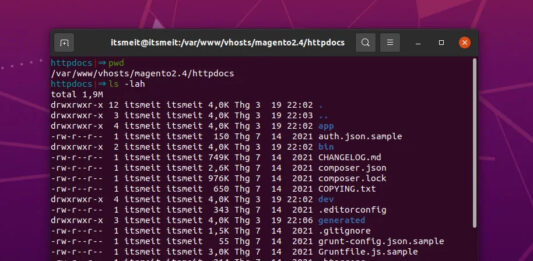 itsmeit@itsmeit:/var/www/vhosts/magento2.4/httpdocs
httpdocs|⇒ pwd
/var/www/vhosts/magento2.4/httpdocs
httpdocs|⇒ ls -lah
total 1,9M
drwxrwxr-x 12 itsmeit itsmeit 4,0K Thg 3 19 22:02 .
drwxrwxr-x 3 itsmeit itsmeit 4,0K Thg 3 19 22:03 ..
drwxrwxr-x 4 itsmeit itsmeit 4,0K Thg 3 19 22:02 app
-rw-r--r-- 1 itsmeit itsmeit 150 Thg 7 14 2021 auth.json.sample
drwxrwxr-x 2 itsmeit itsmeit 4,0K Thg 3 19 22:02 bin
-rw-r--r-- 1 itsmeit itsmeit 749K Thg 7 14 2021 CHANGELOG.md
-rw-r--r-- 1 itsmeit itsmeit 2,6K Thg 7 14 2021 composer.json
-rw-r--r-- 1 itsmeit itsmeit 976K Thg 7 14 2021 composer.lock
-rw-r--r-- 1 itsmeit itsmeit 650 Thg 7 14 2021 COPYING.txt
drwxrwxr-x 4 itsmeit itsmeit 4,0K Thg 3 19 22:02 dev
-rw-r--r-- 1 itsmeit itsmeit 343 Thg 7 14 2021 .editorconfig
drwxrwxr-x 3 itsmeit itsmeit 4,0K Thg 3 19 22:06 generated
-rw-r--r-- 1 itsmeit itsmeit 1,5K Thg 7 14 2021 .gitignore
-rw-r--r-- 1 itsmeit itsmeit 55 Thg 7 14 2021 grunt-config.json.sample
-rw-r--r-- 1 itsmeit itsmeit 3,0K Thg 7 14 2021 Gruntfile.js.sample